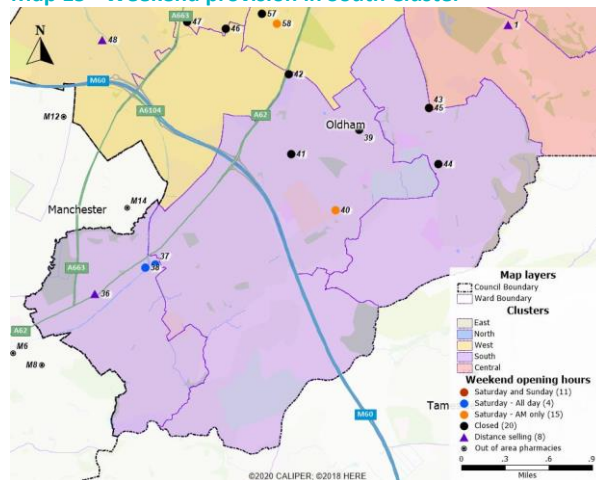 Map 25 - Weekend provision in South Cluster
N
A663
47
46
57
58
48
1
M60
42
A6104
A62
M12
43
45
Oldham
39
41
44
Manchester
M14
40
37
38
A663
36
A62
M6
M8
M60
Tam
Map layers
Council Boundary
Ward Boundary
Clusters
East
North
West
South
Central
Weekend opening hours
Saturday and Sunday (11)
Saturday - All day (4)
Saturday - AM only (15)
Closed (20)
Distance selling (8)
Out of area pharmacies
0 .3 .6 .9
Miles
©2020 CALIPER; ©2018 HERE